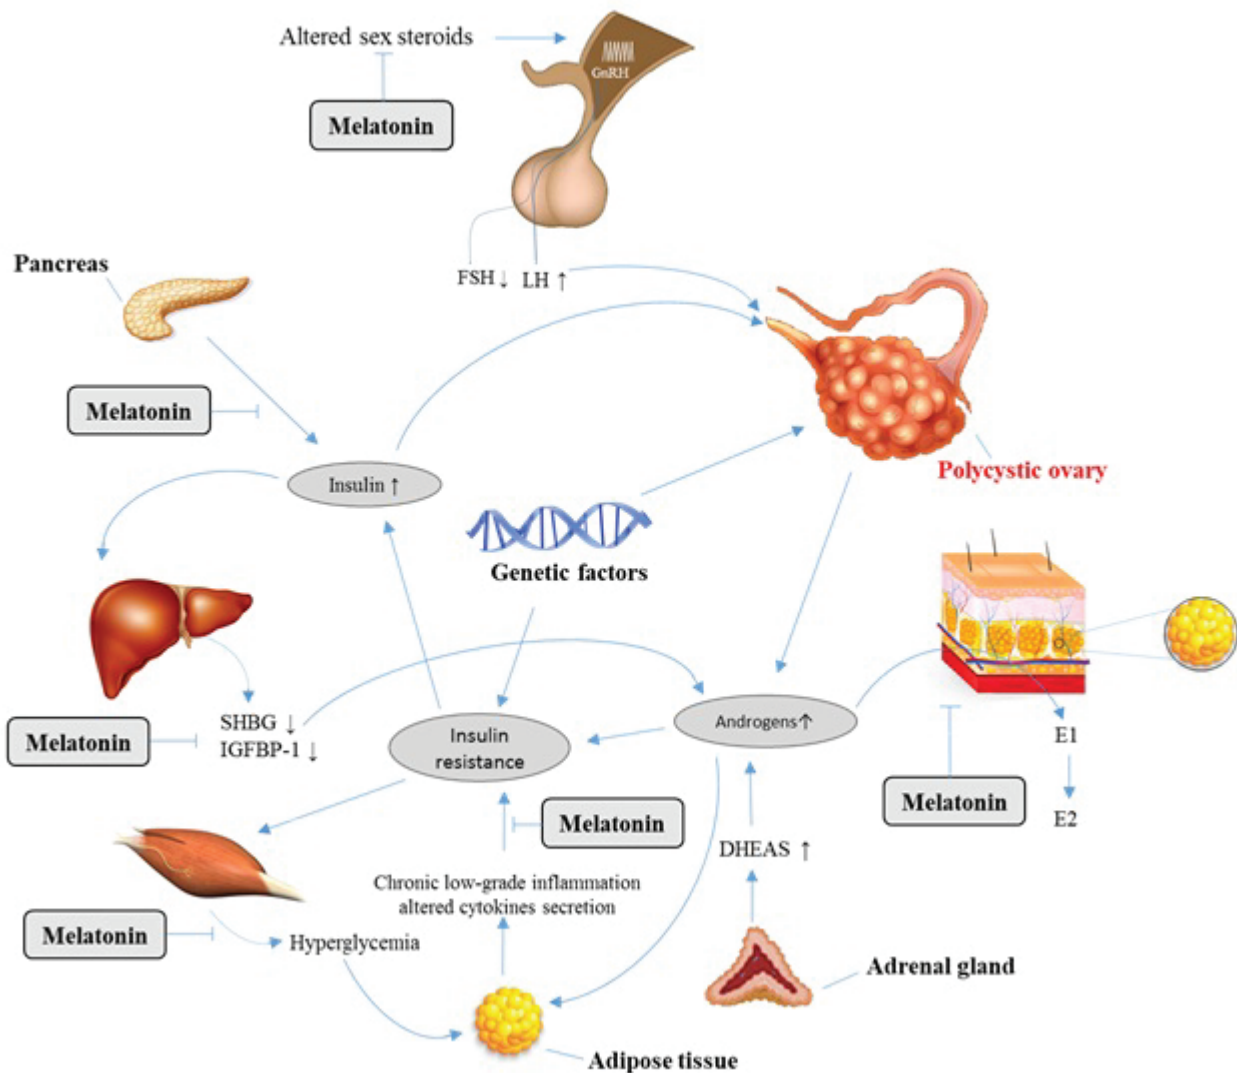 Altered sex steroids
GnRH
Melatonin
FSH ↓ LH ↑
Pancreas
Melatonin
Insulin ↑
Polycystic ovary
Genetic factors
SHBG ↓
IGFBP-1 ↓
Melatonin
Insulin
resistance
Androgens↑
E1
Melatonin
E2
Melatonin
DHEAS ↑
Chronic low-grade inflammation
altered cytokines secretion
Melatonin
Hyperglycemia
Adrenal gland
Adipose tissue